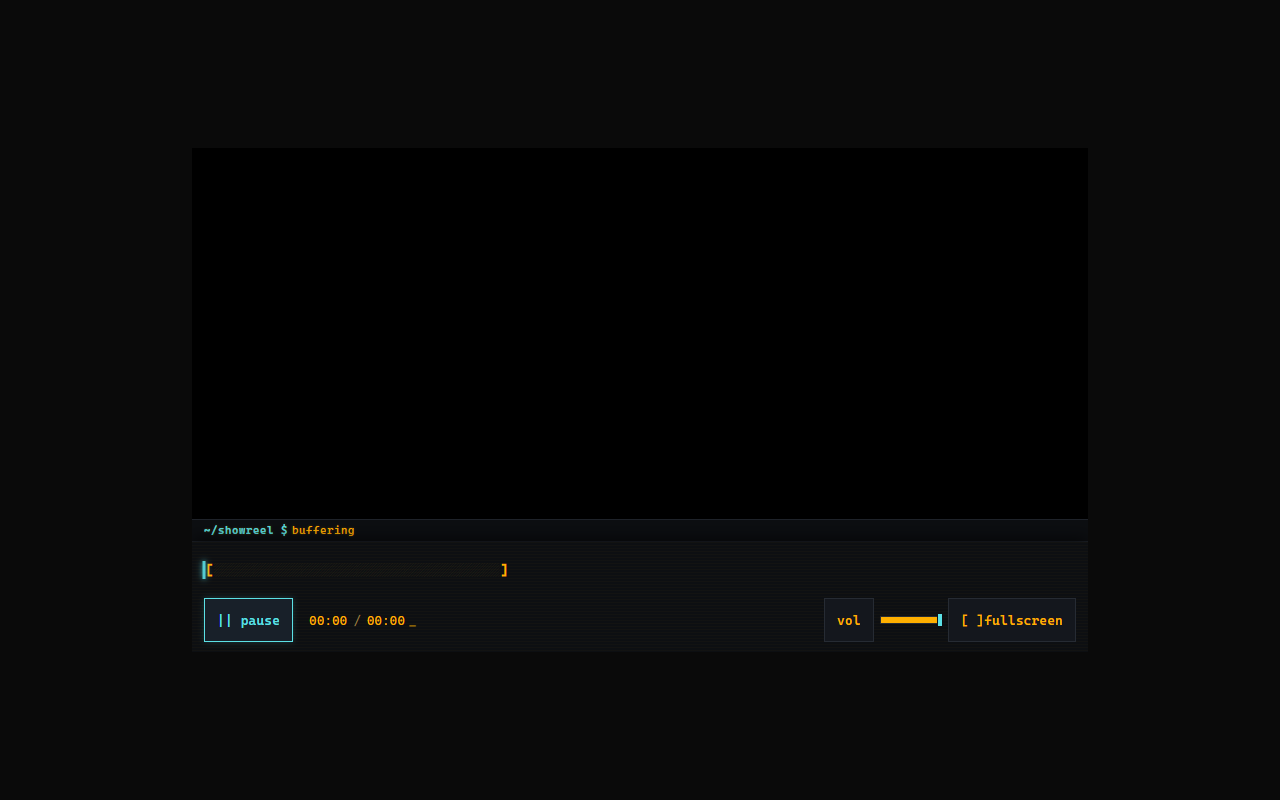 ~/showreel $ buffering
[ ]
|| pause 00:00 / 00:00 _ vol [ ]fullscreen